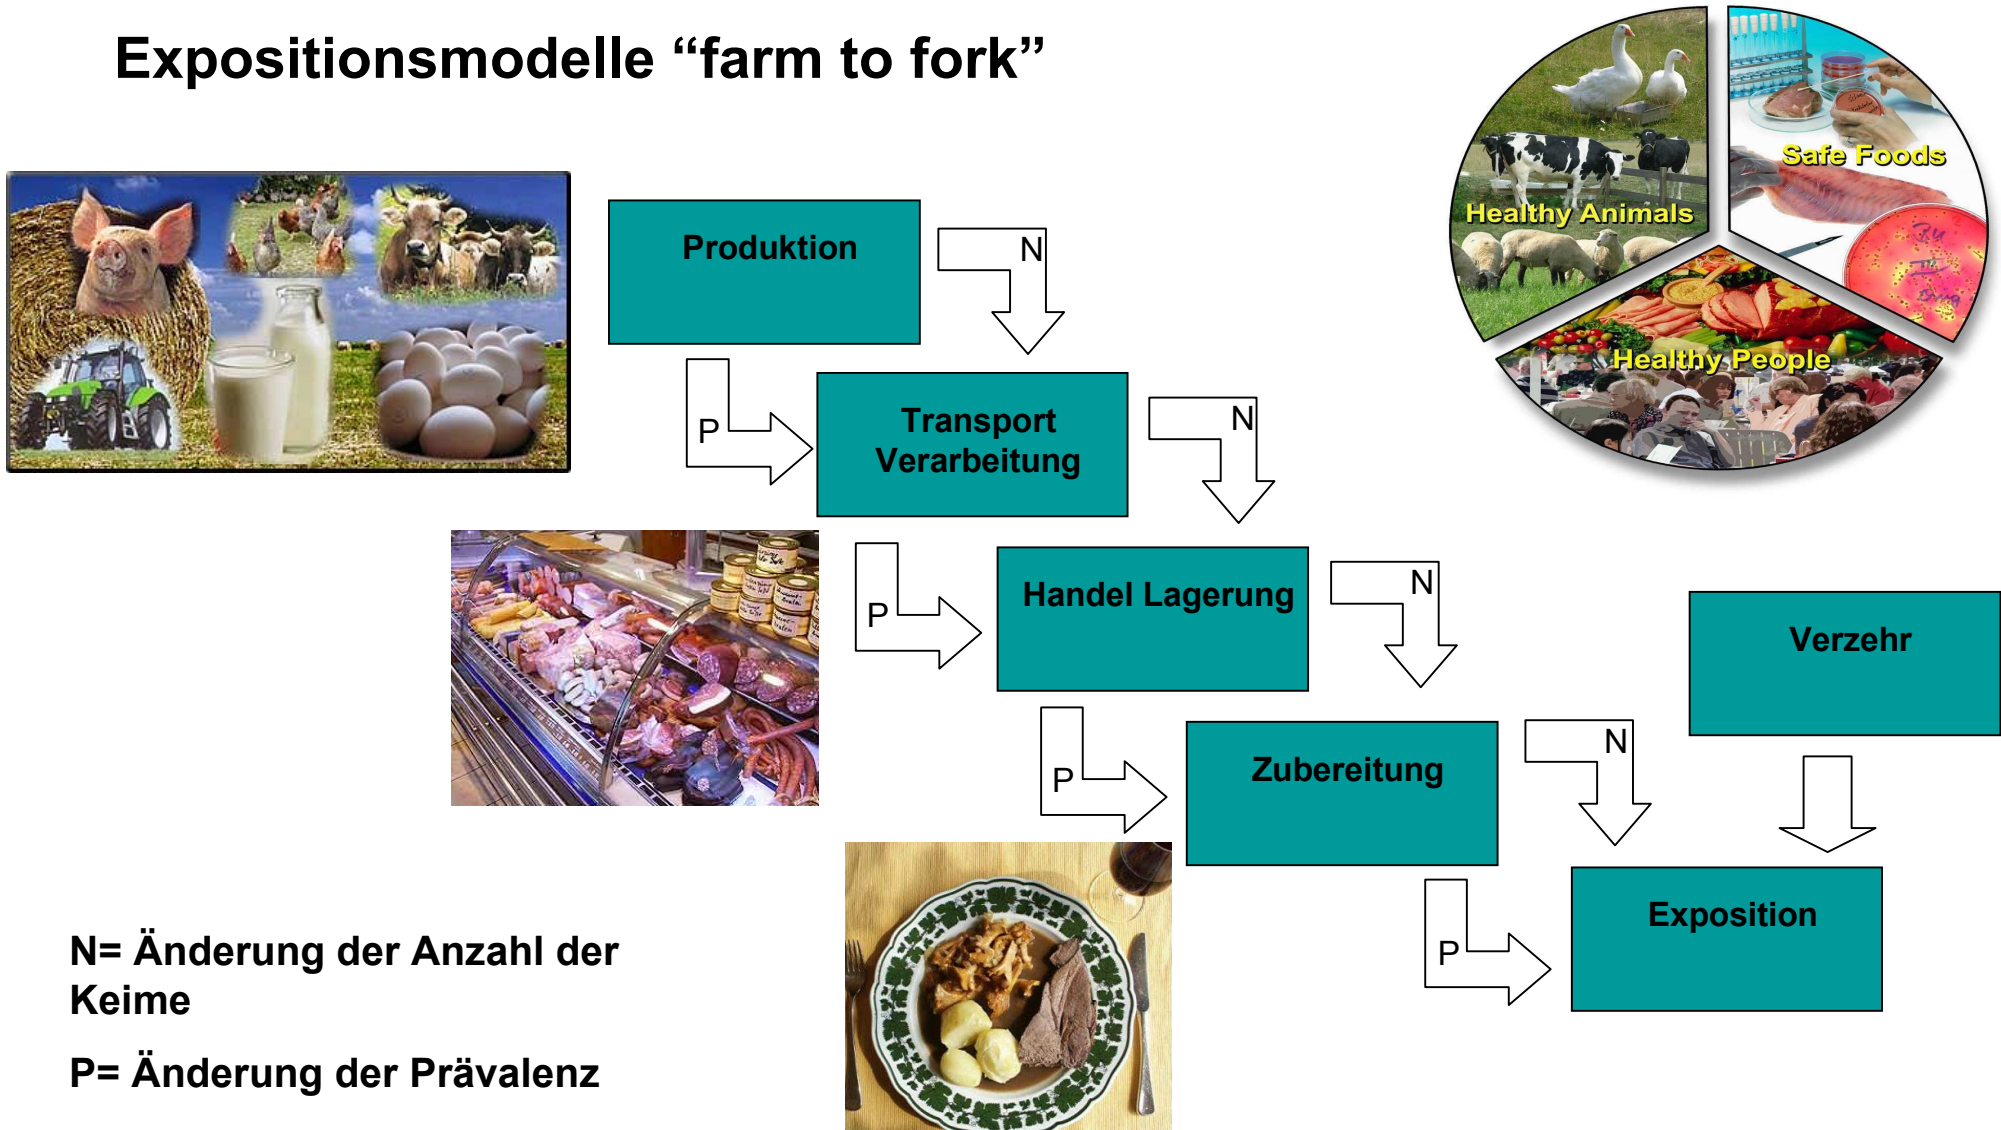 Expositionsmodelle “farm to fork”
Healthy Animals
Safe Foods
Healthy People
Produktion
N
P
Transport
Verarbeitung
N
P
Handel Lagerung
N
P
Zubereitung
N
P
Verzehr
Exposition
N= Änderung der Anzahl der
Keime
P= Änderung der Prävalenz